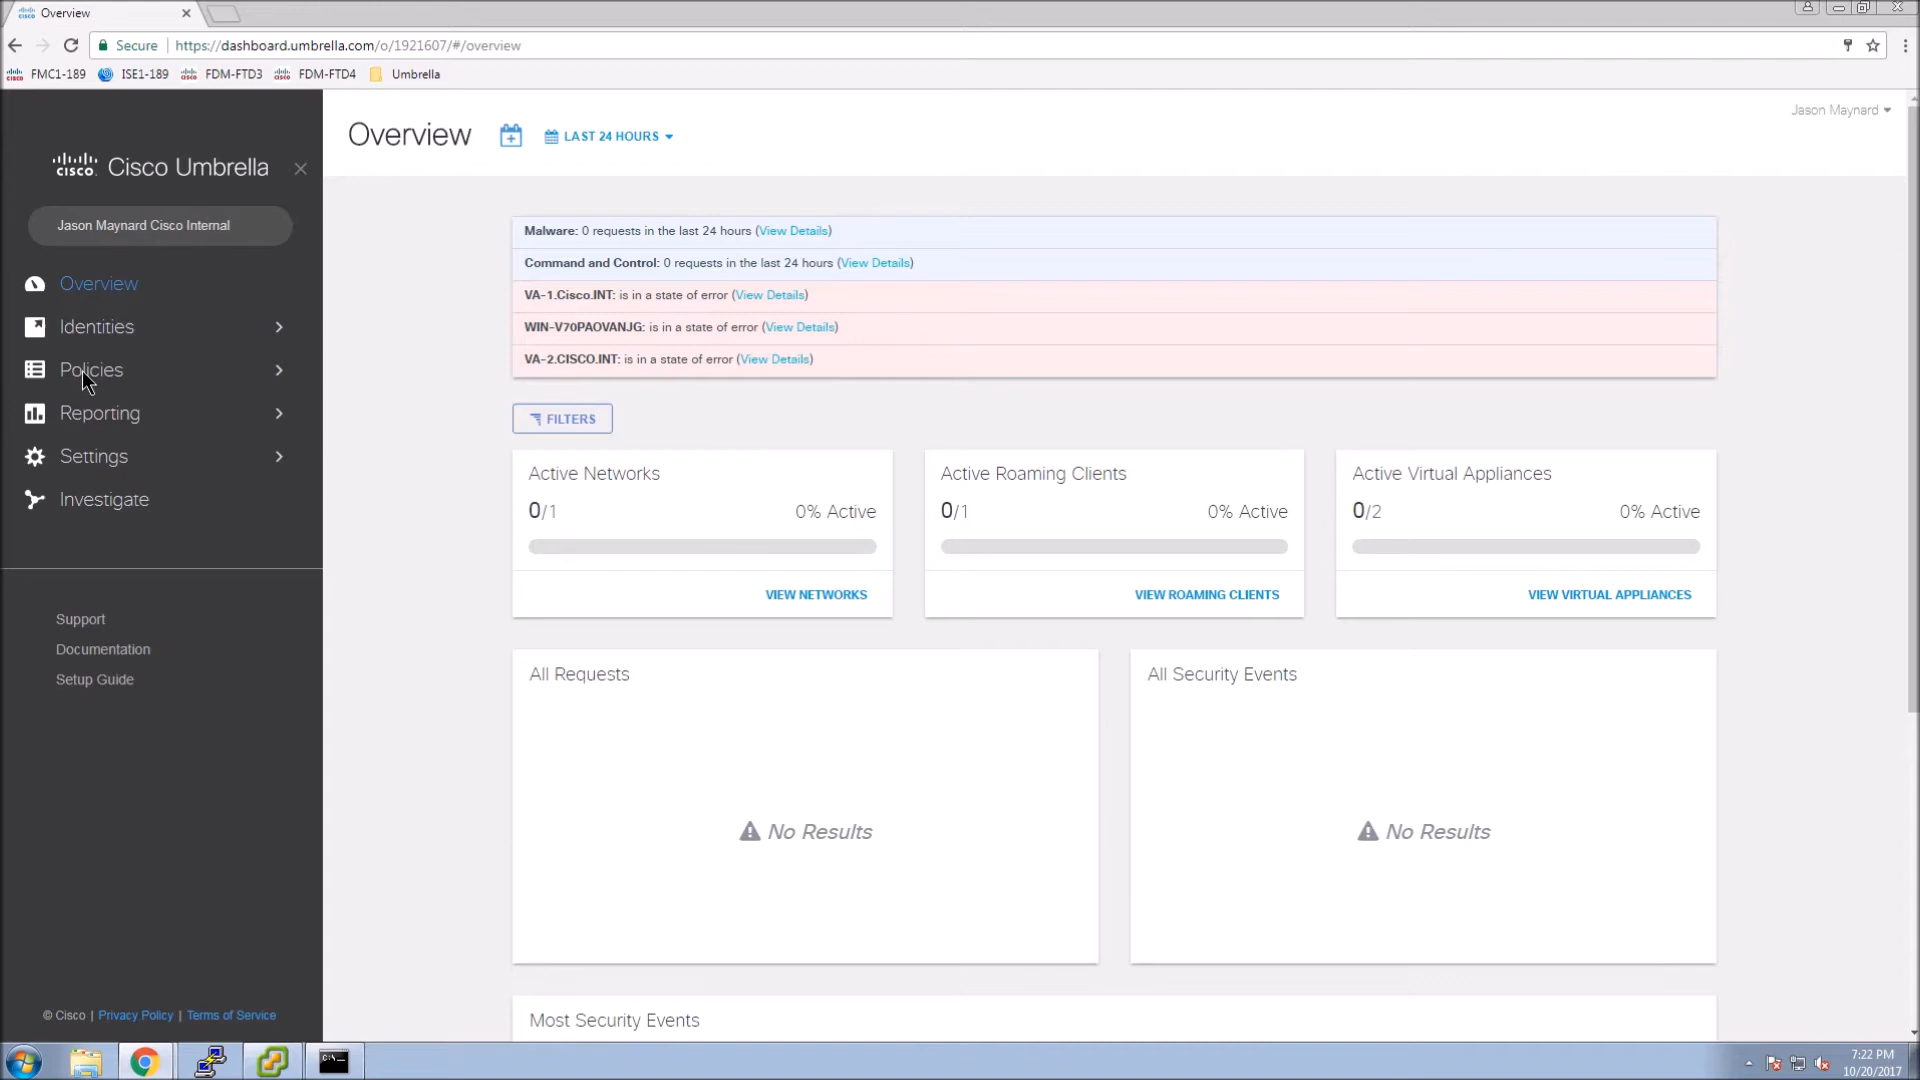 Overview
Secure | https://dashboard.umbrella.com/o/1921607/#/overview
FMC1-189 ISE1-189 FDM-FTD3 FDM-FTD4 Umbrella
Jason Maynard
Overview LAST 24 HOURS
cisco Cisco Umbrella
Jason Maynard Cisco Internal
Overview
Identities
Policies
Reporting
Settings
Investigate
Support
Documentation
Setup Guide
© Cisco | Privacy Policy | Terms of Service
Malware: 0 requests in the last 24 hours (View Details)
Command and Control: 0 requests in the last 24 hours (View Details)
VA-1.Cisco.INT: is in a state of error (View Details)
WIN-V70PAOVANJG: is in a state of error (View Details)
VA-2.CISCO.INT: is in a state of error (View Details)
FILTERS
Active Networks
0/1 0% Active
VIEW NETWORKS
Active Roaming Clients
0/1 0% Active
VIEW ROAMING CLIENTS
Active Virtual Appliances
0/2 0% Active
VIEW VIRTUAL APPLIANCES
All Requests
No Results
All Security Events
No Results
Most Security Events
7:22 PM
10/20/2017